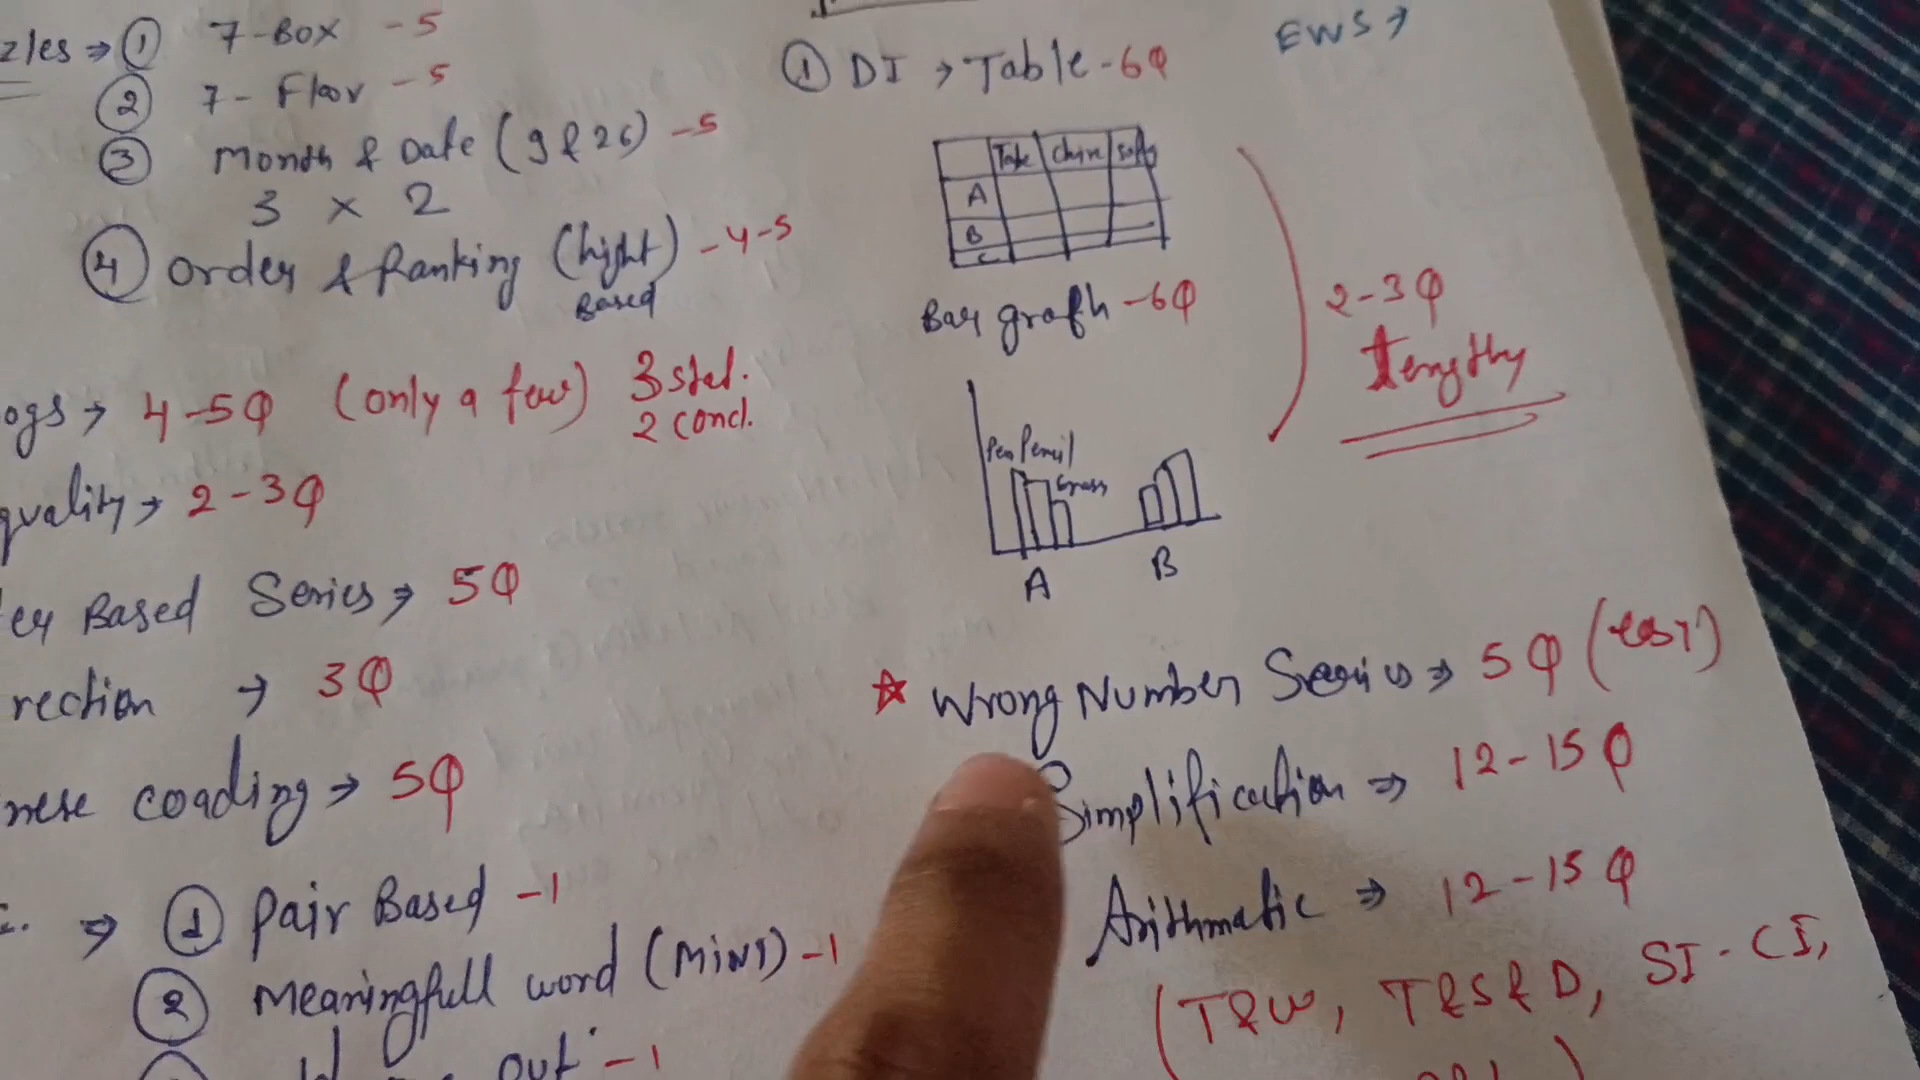 zles → ① 7-Box - 5
② 7- Floor - 5
③ Month & Date (9 & 26) - 5
3 x 2
④ order & Ranking (hight) - 4-5
Based
ogs → 4-5Q (only a few) 3 stat.
2 concl.
quality → 2-3Q
er Based Series → 5Q
rection → 3Q
nese coading → 5Q
⇒ ① Pair Based - 1
② Meaningfull word (MINI) - 1
out - 1
EWS →
① DI → Table - 6Q
A
B
C
Bar grafh - 6Q
2-3Q
Lengthy
Pen Pencil
A B
☆ Wrong Number Series → 5Q (easy)
Simplification ⇒ 12-15Q
Arithmatic ⇒ 12-15Q
(T&W, T&S&D, SI-CI,